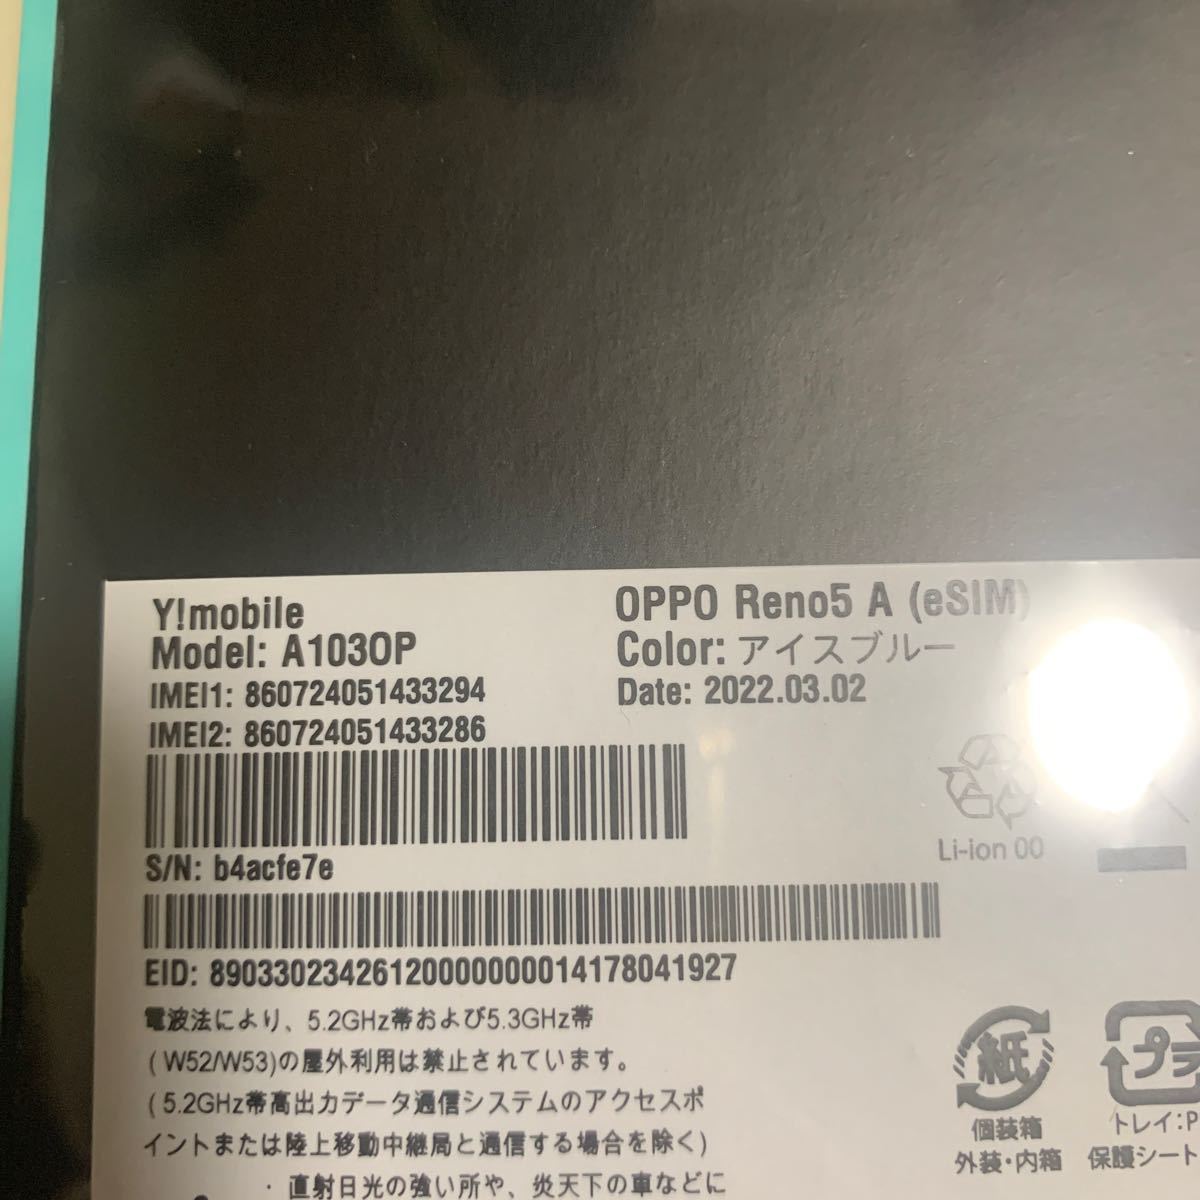 Y!mobile
Model: A103OP
IMEI1: 860724051433294
IMEI2: 860724051433286
OPPO Reno5 A (eSIM)
Color: アイスブルー
Date: 2022.03.02
Li-ion 00
S/N: b4acfe7e
EID: 89033023426120000000014178041927
電波法により、5.2GHz帯および5.3GHz帯
(W52/W53)の屋外利用は禁止されています。
(5.2GHz帯高出力データ通信システムのアクセスポ
イントまたは陸上移動中継局と通信する場合を除く)
・直射日光の強い所や、炎天下の車などに
紙
個装箱
外装・内箱
プラ
トレイ:P
保護シート